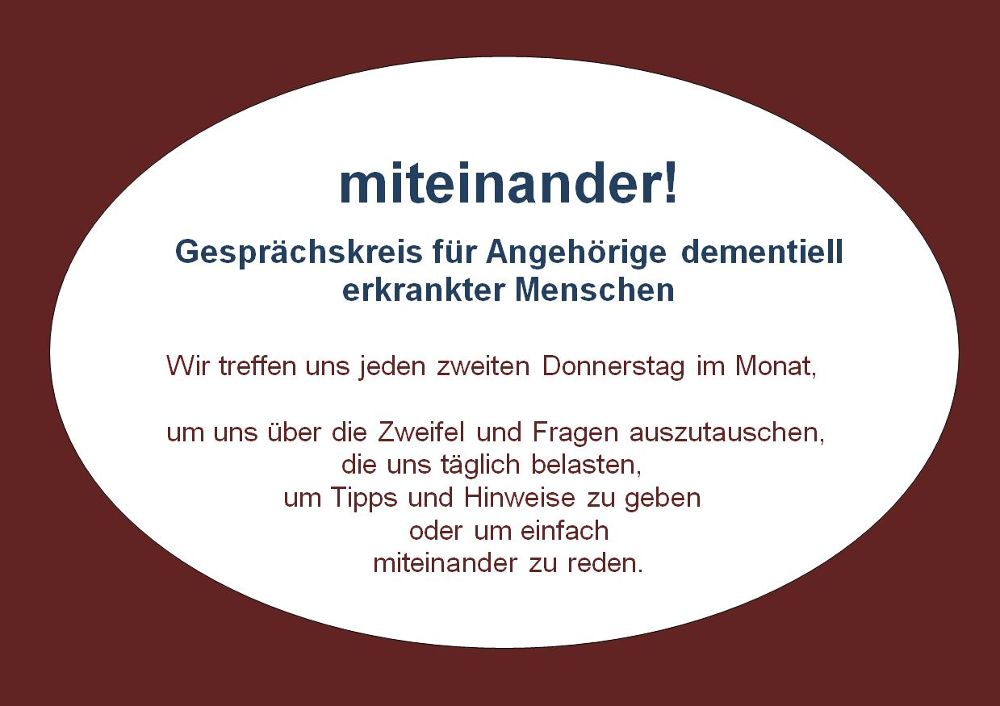 miteinander!
Gesprächskreis für Angehörige dementiell
erkrankter Menschen
Wir treffen uns jeden zweiten Donnerstag im Monat,
um uns über die Zweifel und Fragen auszutauschen,
die uns täglich belasten,
um Tipps und Hinweise zu geben
oder um einfach
miteinander zu reden.